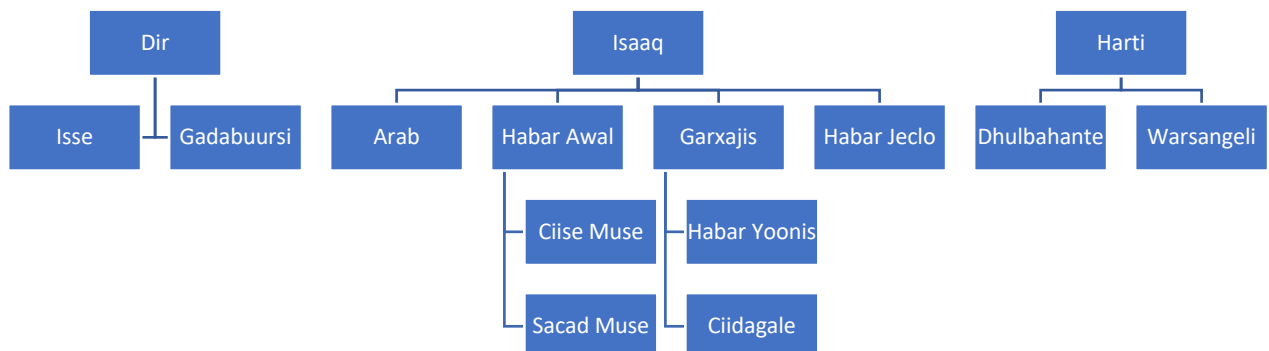 Dir
Isaaq
Harti
Isse
Gadabuursi
Arab
Habar Awal
Garxajis
Habar Jeclo
Dhulbahante
Warsangeli
Ciise Muse
Habar Yoonis
Sacad Muse
Ciidagale